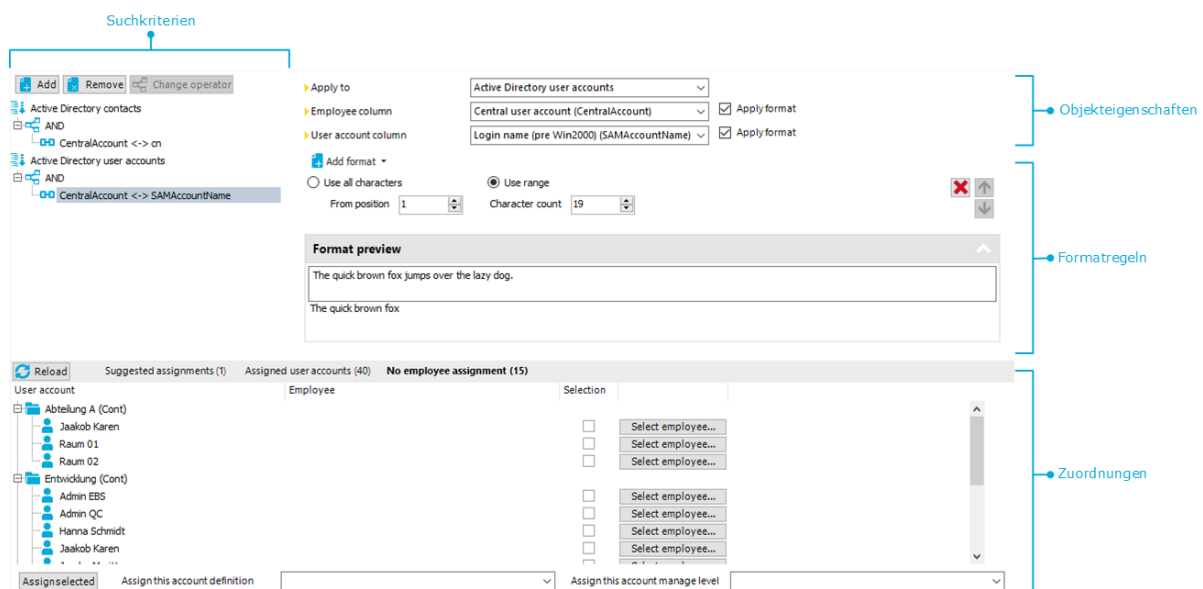 Suchkriterien
Add Remove Change operator
Active Directory contacts
AND
CentralAccount <-> cn
Active Directory user accounts
AND
CentralAccount <-> SAMAccountName
Apply to Active Directory user accounts
Employee column Central user account (CentralAccount) Apply format
User account column Login name (pre Win2000) (SAMAccountName) Apply format
Objekteigenschaften
Add format
Use all characters Use range
From position 1 Character count 19
Format preview
The quick brown fox jumps over the lazy dog.
The quick brown fox
Formatregeln
Reload Suggested assignments (1) Assigned user accounts (40) No employee assignment (15)
User account Employee Selection
Abteilung A (Cont)
Jaakob Karen Select employee...
Raum 01 Select employee...
Raum 02 Select employee...
Entwicklung (Cont)
Admin EBS Select employee...
Admin QC Select employee...
Hanna Schmidt Select employee...
Jaakob Karen Select employee...
Zuordnungen
Assign selected Assign this account definition Assign this account manage level